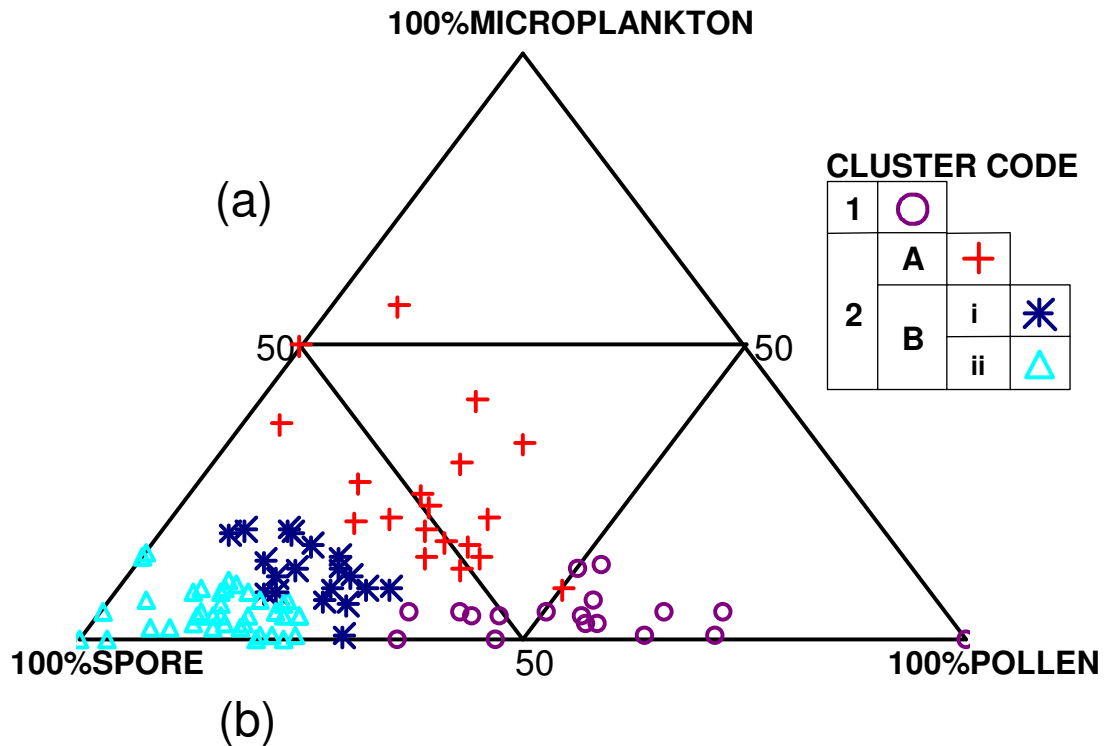 100%MICROPLANKTON
(a)
CLUSTER CODE
1
A
2
i
B
ii
50
50
100%SPORE
50
100%POLLEN
(b)